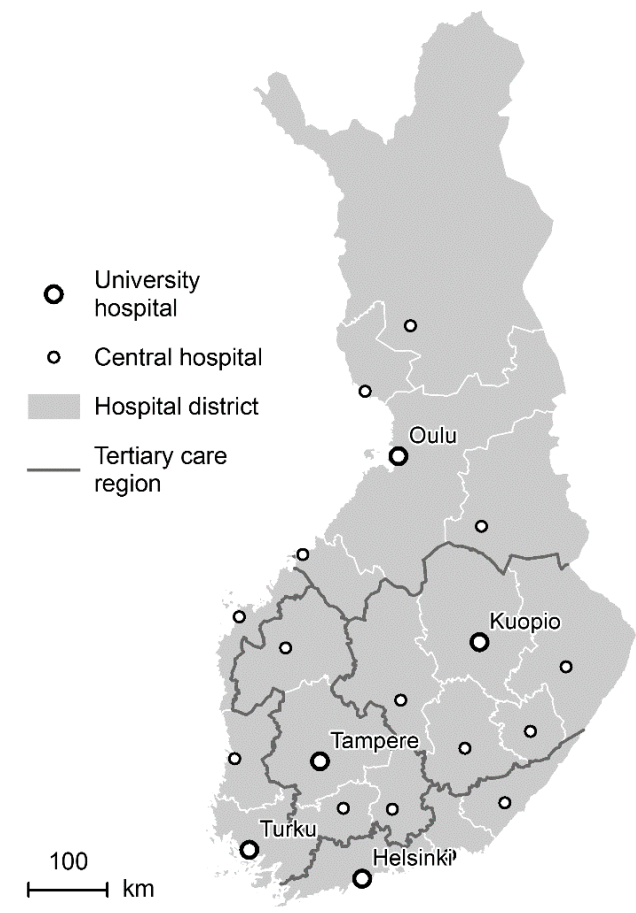 University
hospital
Central hospital
Hospital district
Tertiary care
region
Oulu
Kuopio
Tampere
Turku
Helsinki
100
km